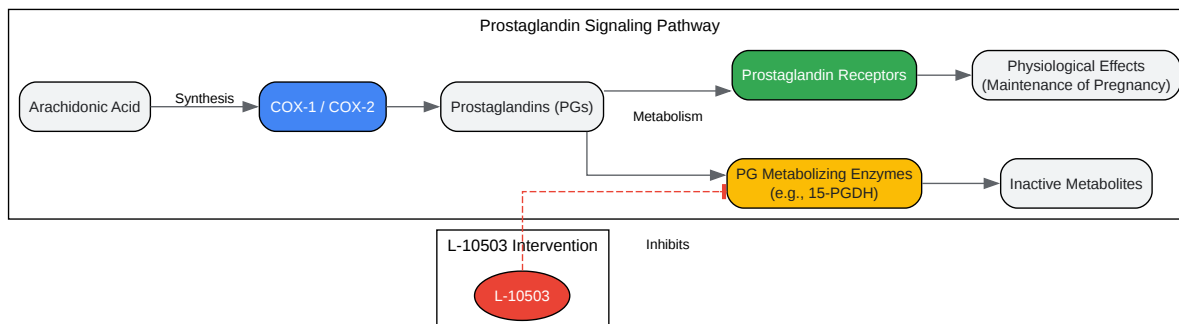 Prostaglandin Signaling Pathway
Arachidonic Acid
Synthesis
COX-1 / COX-2
Prostaglandins (PGs)
Metabolism
Prostaglandin Receptors
Physiological Effects
(Maintenance of Pregnancy)
PG Metabolizing Enzymes
(e.g., 15-PGDH)
Inactive Metabolites
L-10503 Intervention
Inhibits
L-10503